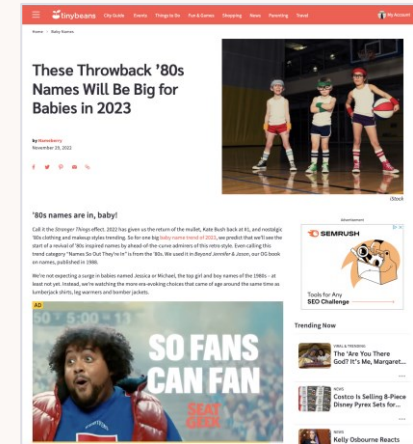 tinybeans
City Guide Events Things to Do Fun & Games Shopping News Parenting Travel
My Account
Home > Baby Names
These Throwback '80s
Names Will Be Big for
Babies in 2023
by Nameberry
November 25, 2022
iStock
'80s names are in, baby!
Call it the Stranger Things effect. 2022 has given us the return of the mullet, Kate Bush back at #1, and nostalgic
'80s clothing and makeup styles trending. So for one big baby name trend of 2023, we predict that we'll see the
start of a revival of '80s inspired names by ahead-of-the-curve admirers of this retro style. Even calling this
trend category "Names So Out They're In" is from the '80s. We used it in Beyond Jennifer & Jason, our OG book
on names, published in 1988.
We're not expecting a surge in babies named Jessica or Michael, the top girl and boy names of the 1980s – at
least not yet. Instead, we're watching the more era-evoking choices that came of age around the same time as
lumberjack shirts, leg warmers and bomber jackets.
AD
SO FANS
CAN FAN
SEAT
GEEK
Advertisement
SEMRUSH
Tools for Any
SEO Challenge
Trending Now
VIRAL & TRENDING
The 'Are You There
God? It's Me, Margaret...
NEWS
Costco Is Selling 8-Piece
Disney Pyrex Sets for...
NEWS
Kelly Osbourne Reacts